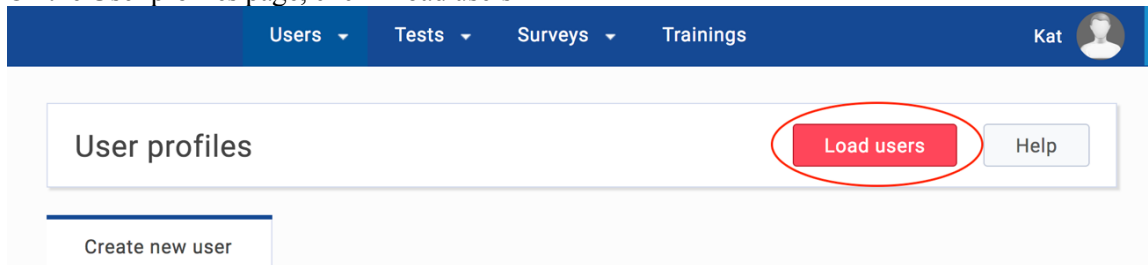 Users Tests Surveys Trainings Kat
User profiles Load users Help
Create new user